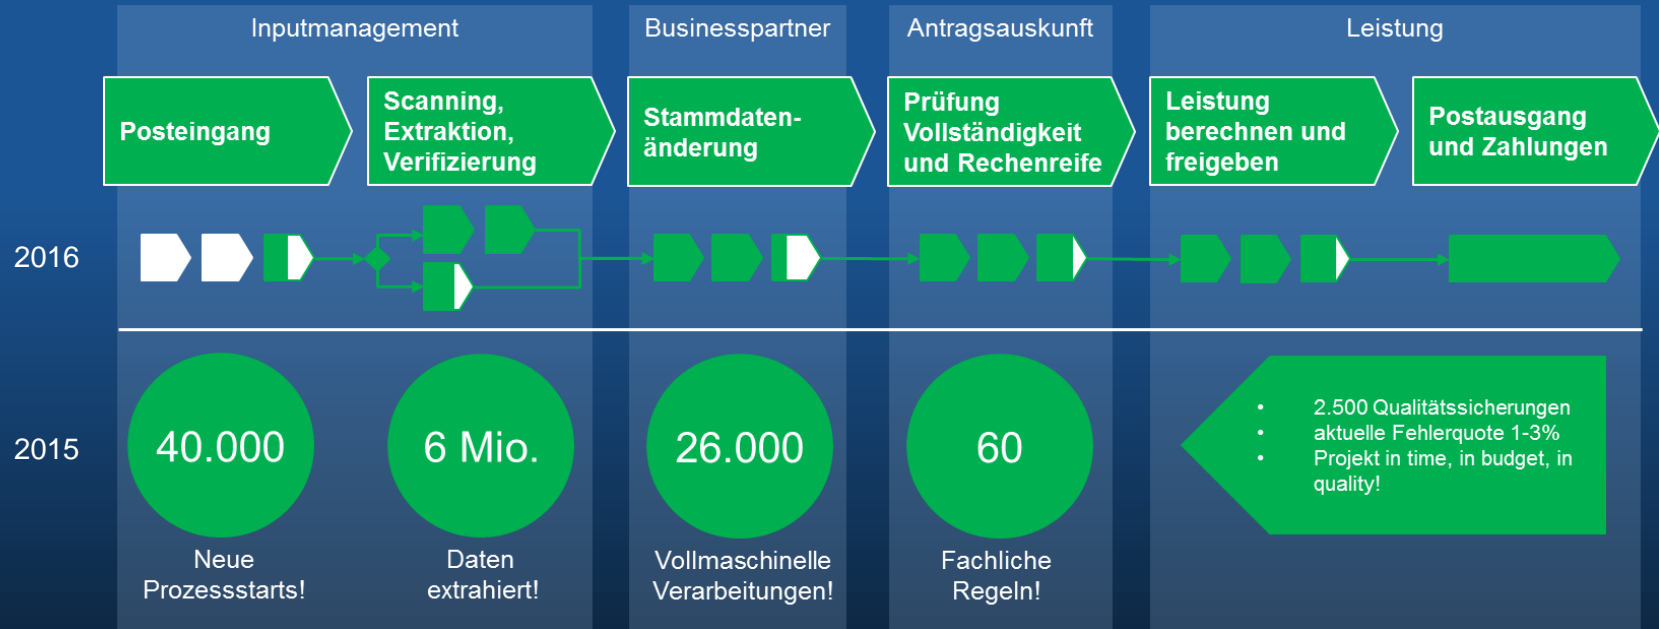 Inputmanagement
Businesspartner
Antragsauskunft
Leistung
Posteingang
Scanning,
Extraktion,
Verifizierung
Stammdaten-
änderung
Prüfung
Vollständigkeit
und Rechenreife
Leistung
berechnen und
freigeben
Postausgang
und Zahlungen
2016
2015
40.000
Neue
Prozessstarts!
6 Mio.
Daten
extrahiert!
26.000
Vollmaschinelle
Verarbeitungen!
60
Fachliche
Regeln!
• 2.500 Qualitätssicherungen
• aktuelle Fehlerquote 1-3%
• Projekt in time, in budget, in
quality!